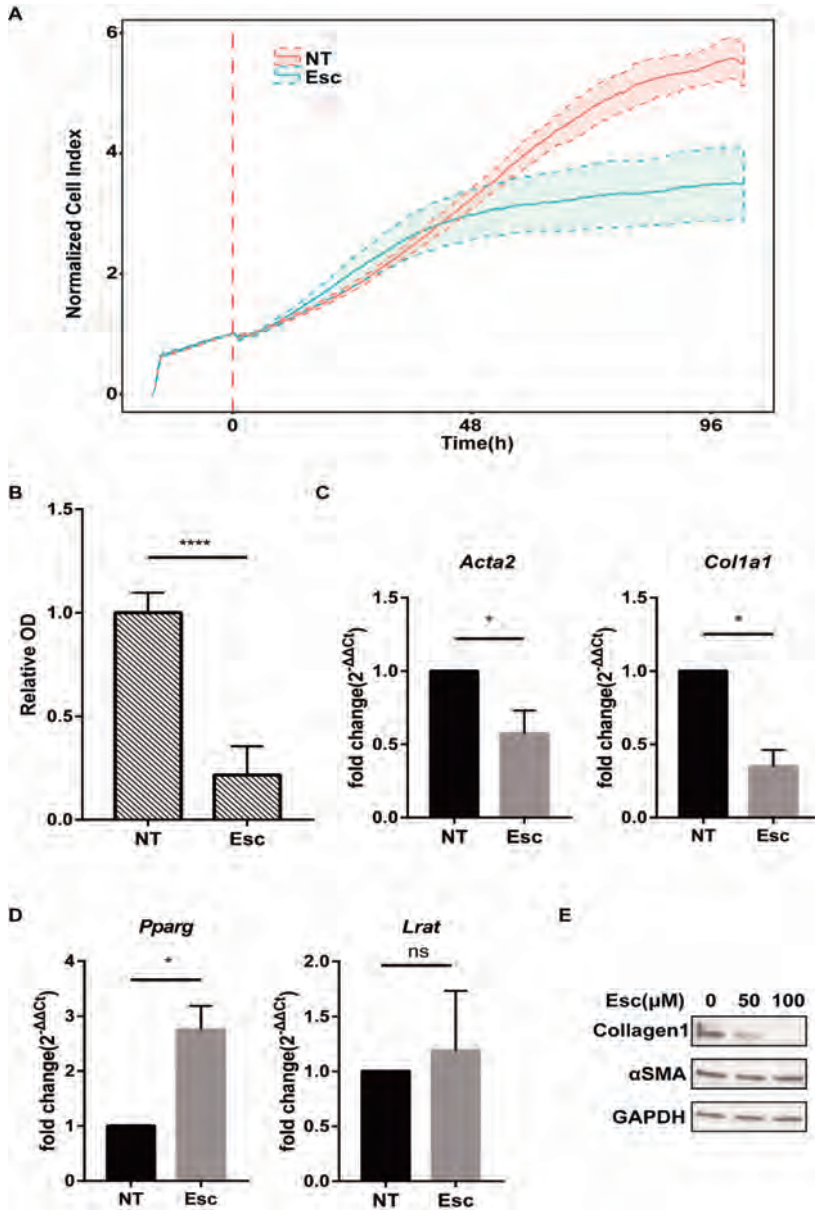 A
6
NT
Esc
4
2
0
Normalized Cell Index
0 48 96
Time(h)
B
1.5
****
1.0
0.5
0.0
Relative OD
NT Esc
C
Acta2
1.5
*
1.0
0.5
0.0
fold change(2-ΔΔCt)
NT Esc
Col1a1
1.5
*
1.0
0.5
0.0
fold change(2-ΔΔCt)
NT Esc
D
Pparg
4
*
3
2
1
0
fold change(2-ΔΔCt)
NT Esc
Lrat
2.0
ns
1.5
1.0
0.5
0.0
fold change(2-ΔΔCt)
NT Esc
E
Esc(μM) 0 50 100
Collagen1
αSMA
GAPDH